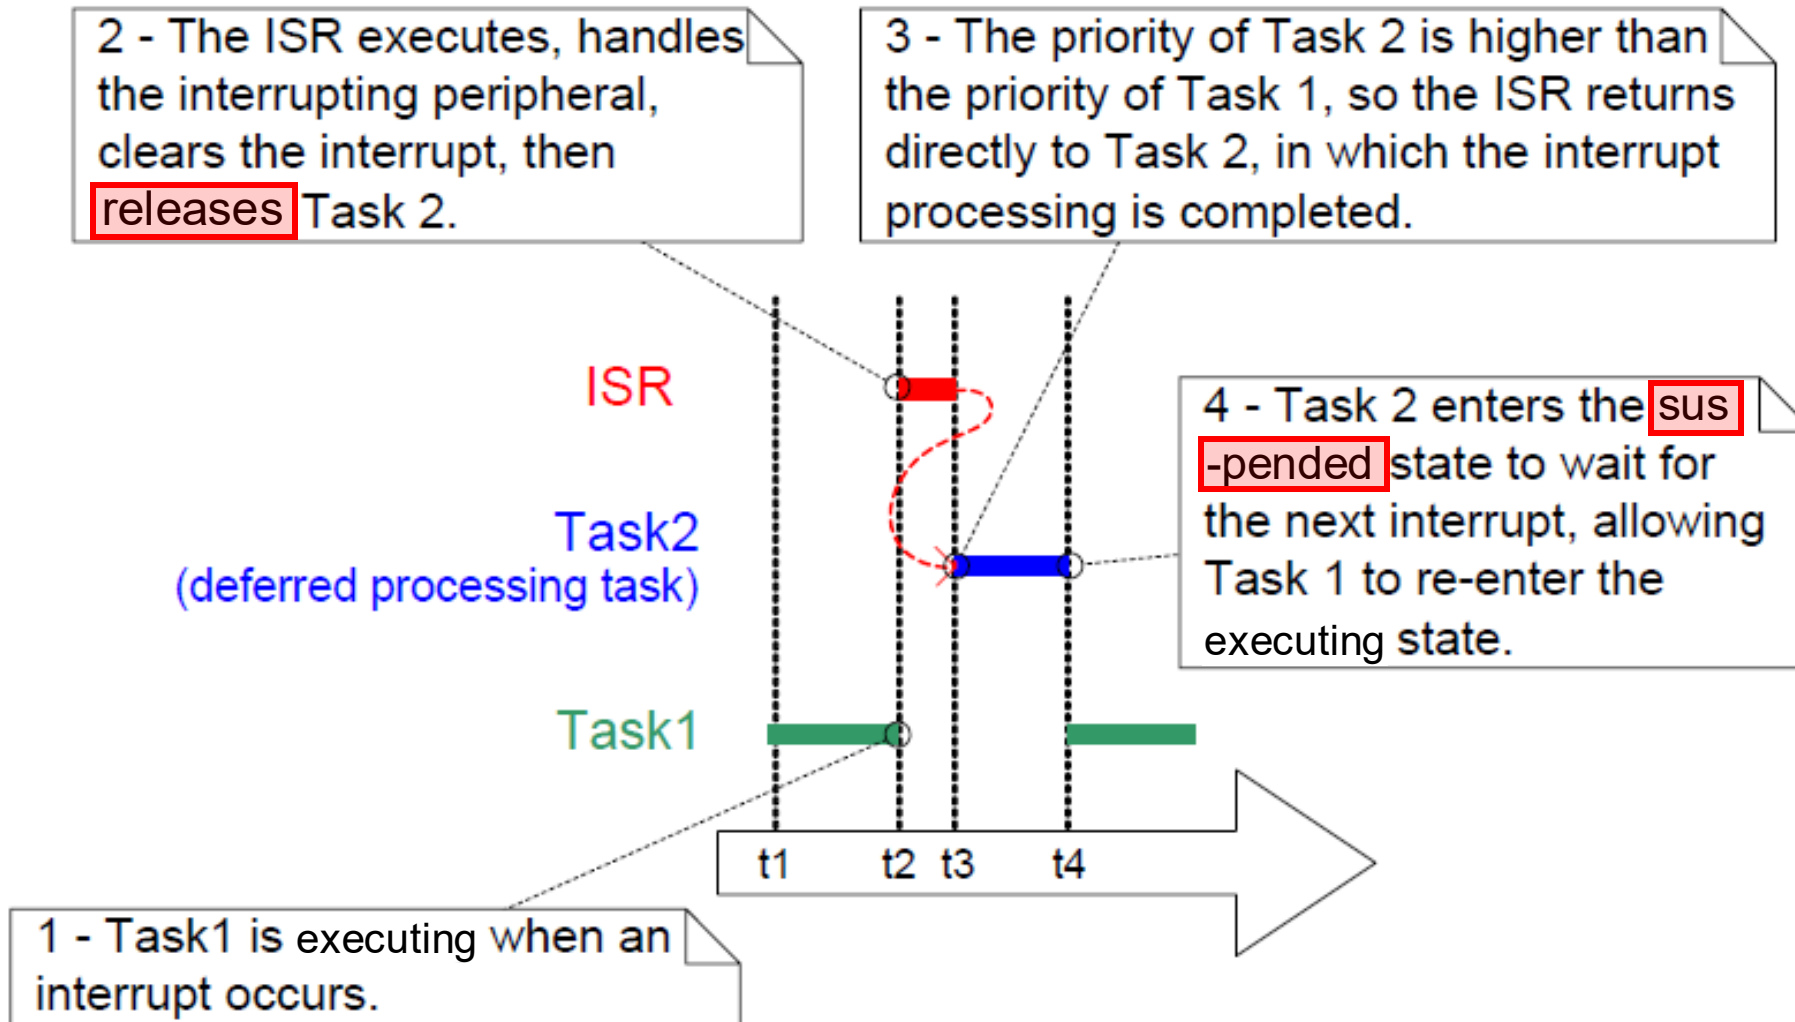 2 - The ISR executes, handles
the interrupting peripheral,
clears the interrupt, then
releases Task 2.
3 - The priority of Task 2 is higher than
the priority of Task 1, so the ISR returns
directly to Task 2, in which the interrupt
processing is completed.
ISR
4 - Task 2 enters the sus
-pended state to wait for
the next interrupt, allowing
Task 1 to re-enter the
executing state.
Task2
(deferred processing task)
Task1
t1 t2 t3 t4
1 - Task1 is executing when an
interrupt occurs.